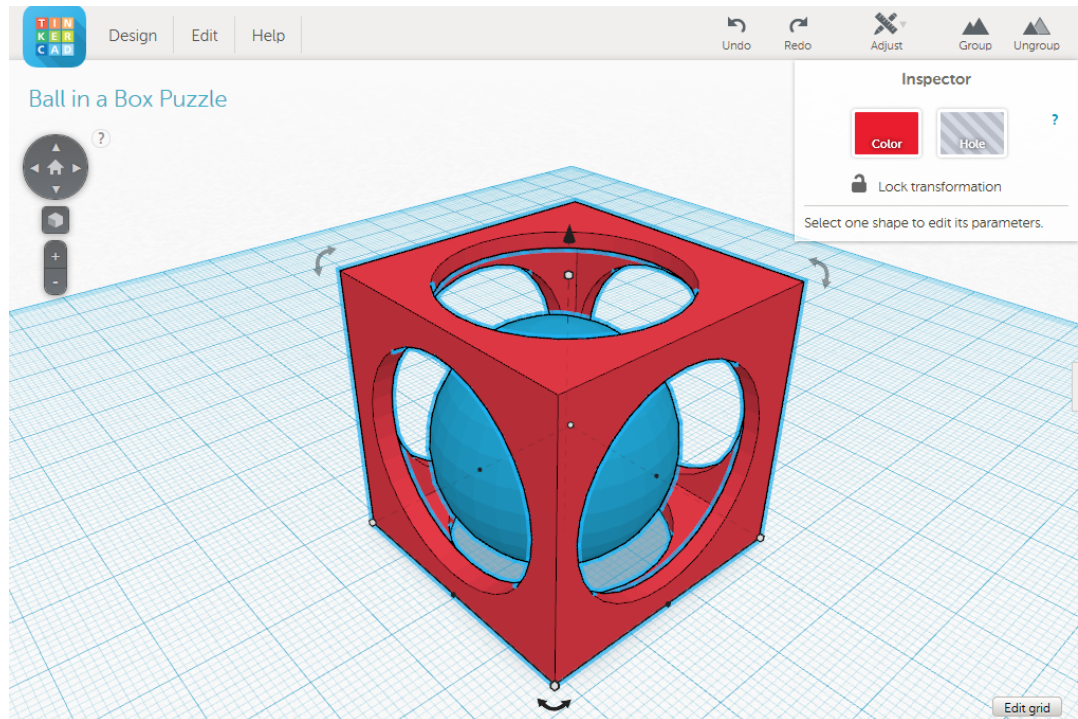 TIN
KER
CAD
Design Edit Help
Undo Redo Adjust Group Ungroup
Ball in a Box Puzzle
?
+
-
Inspector
Color Hole
?
Lock transformation
Select one shape to edit its parameters.
Edit grid